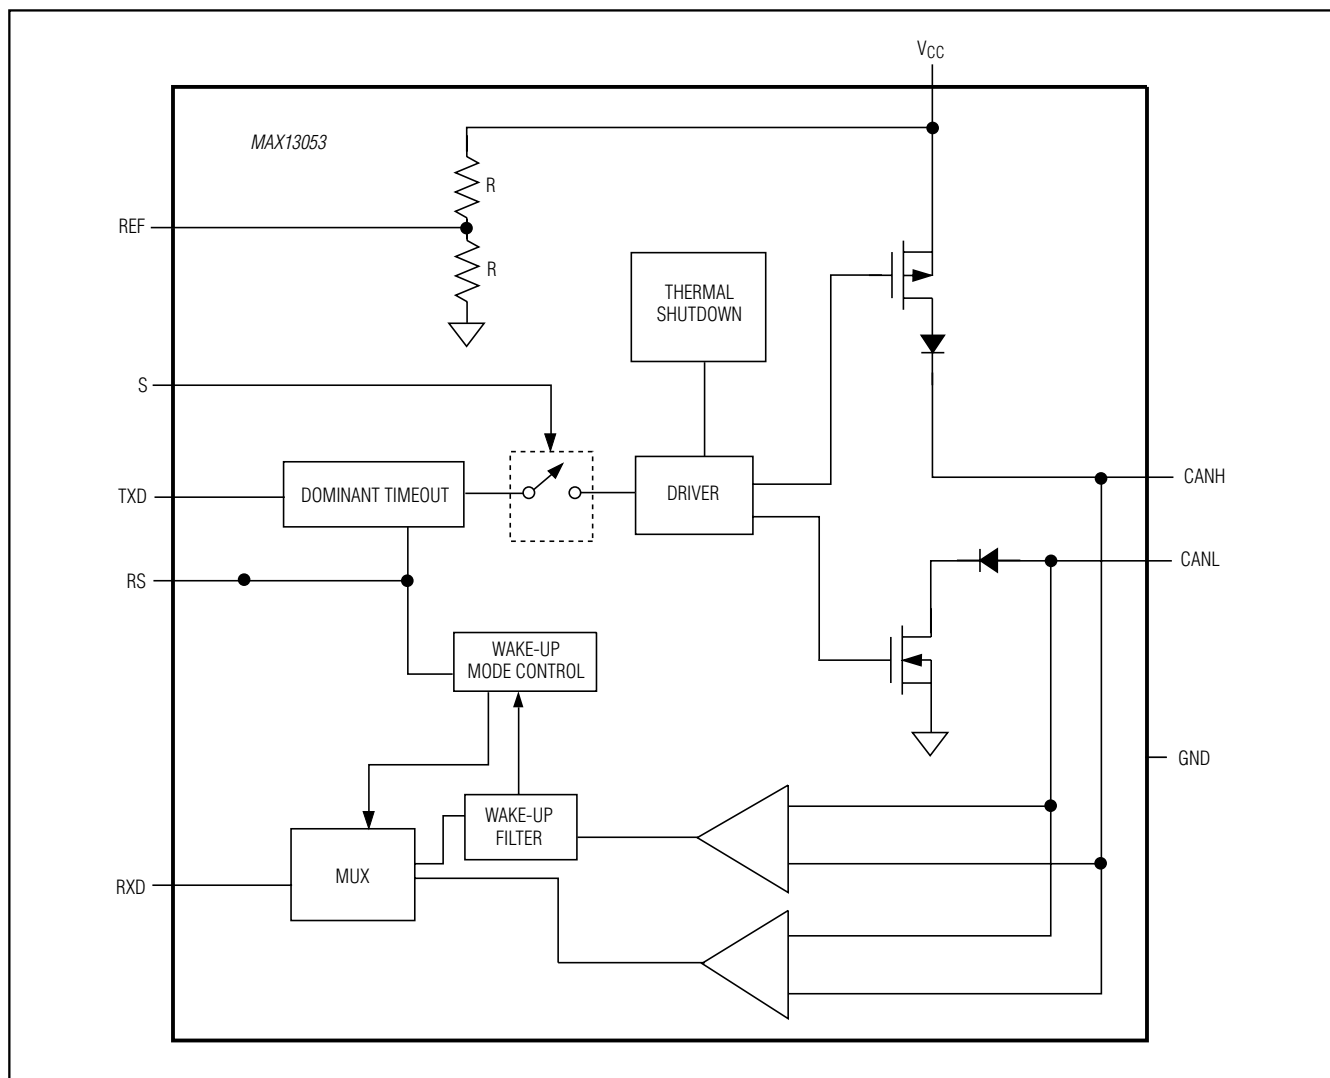 VCC
MAX13053
R
REF
R
THERMAL
SHUTDOWN
S
DOMINANT TIMEOUT
DRIVER
TXD
CANH
CANL
RS
WAKE-UP
MODE CONTROL
GND
WAKE-UP
FILTER
MUX
RXD